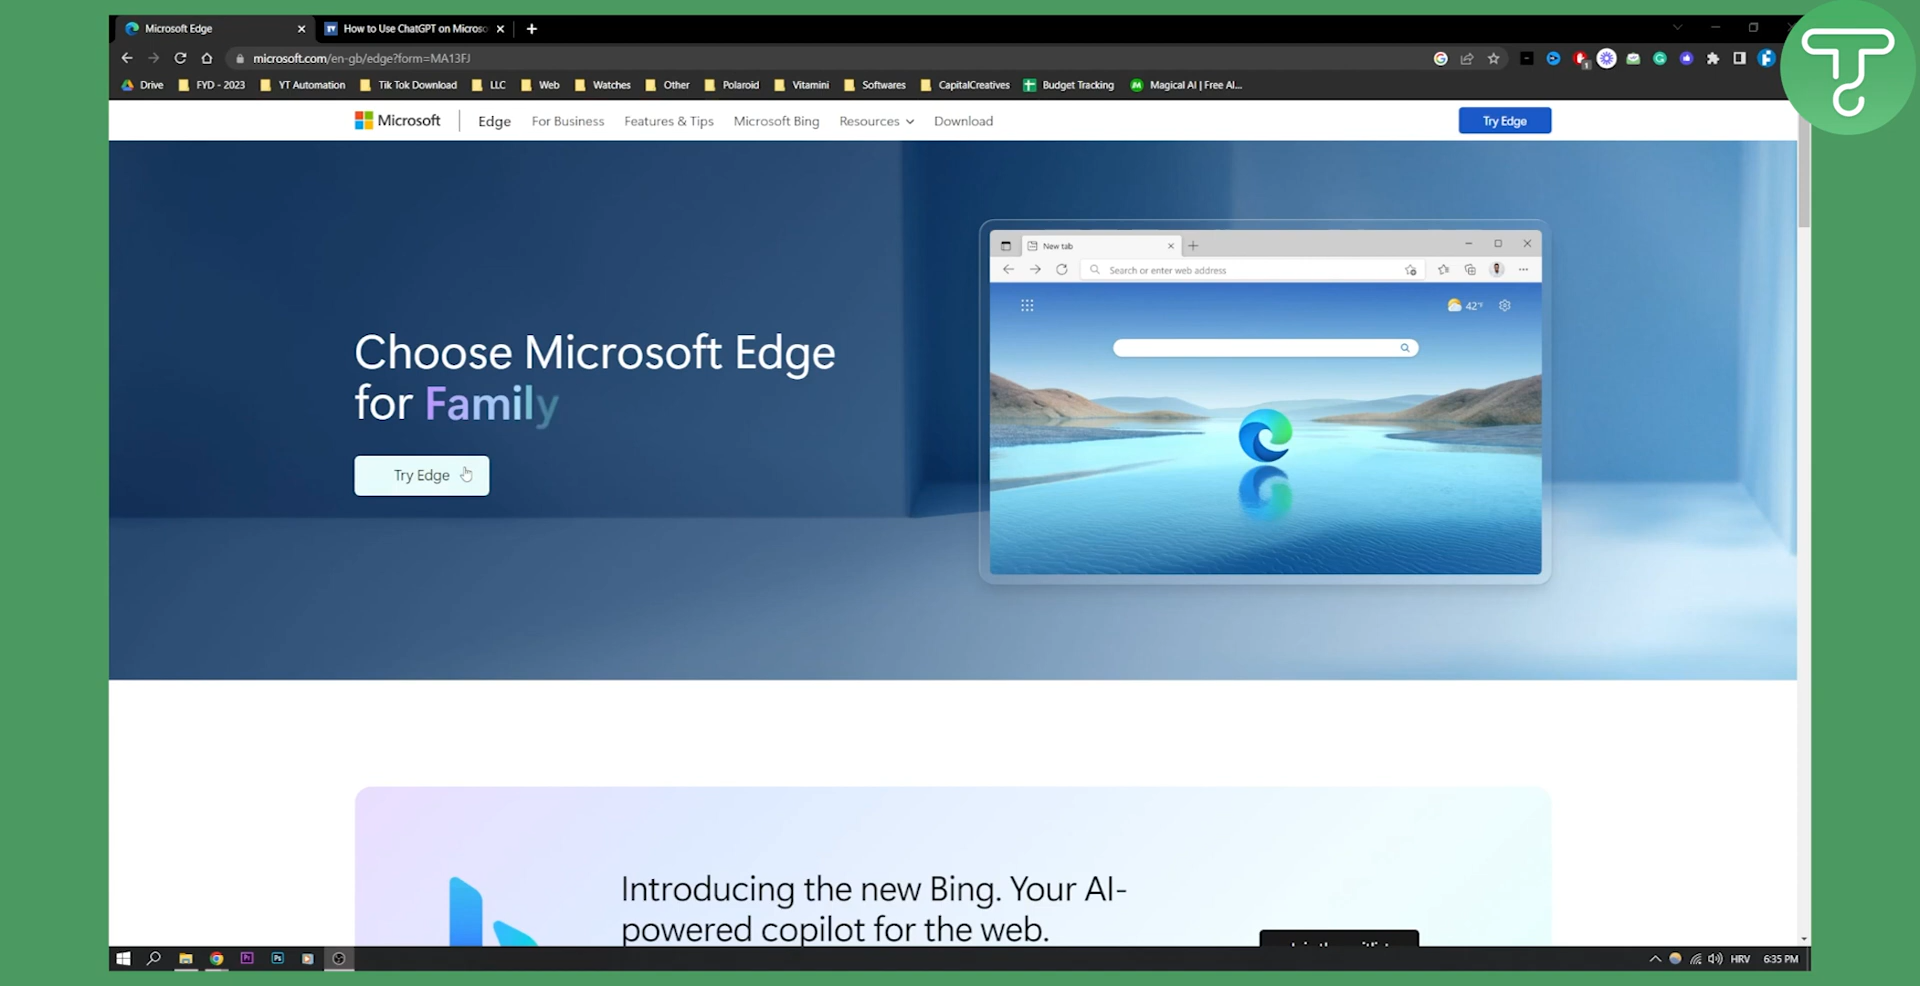 Microsoft Edge
How to Use ChatGPT on Microso
microsoft.com/en-gb/edge?form=MA13FJ
Drive FYD - 2023 YT Automation Tik Tok Download LLC Web Watches Other Polaroid Vitamini Softwares CapitalCreatives Budget Tracking Magical AI | Free AI...
Microsoft Edge For Business Features & Tips Microsoft Bing Resources Download Try Edge
New tab
Search or enter web address
42°F
Choose Microsoft Edge
for Family
Try Edge
Introducing the new Bing. Your AI-
powered copilot for the web.
HRV 6:35 PM